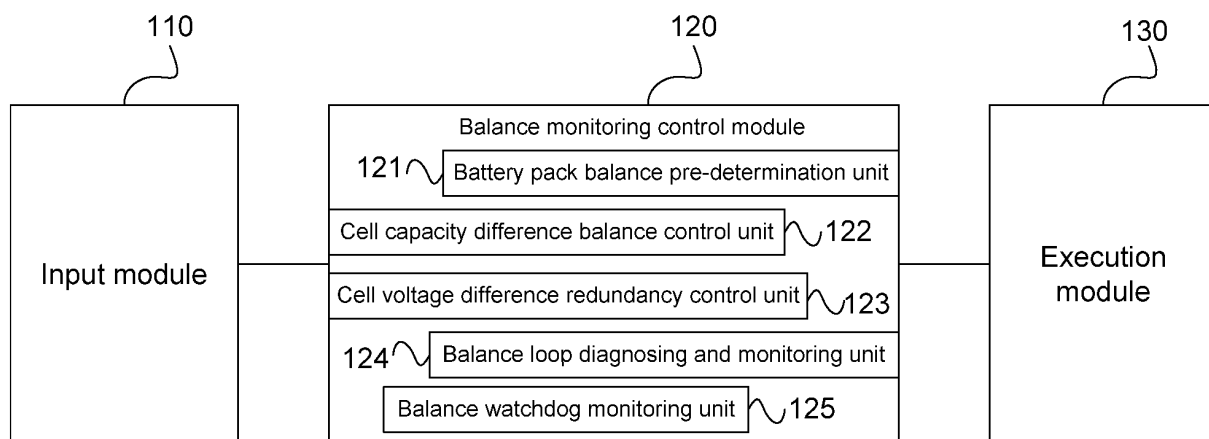 110
120
130
Input module
Balance monitoring control module
121
Battery pack balance pre-determination unit
Cell capacity difference balance control unit
122
Cell voltage difference redundancy control unit
123
124
Balance loop diagnosing and monitoring unit
Balance watchdog monitoring unit
125
Execution
module